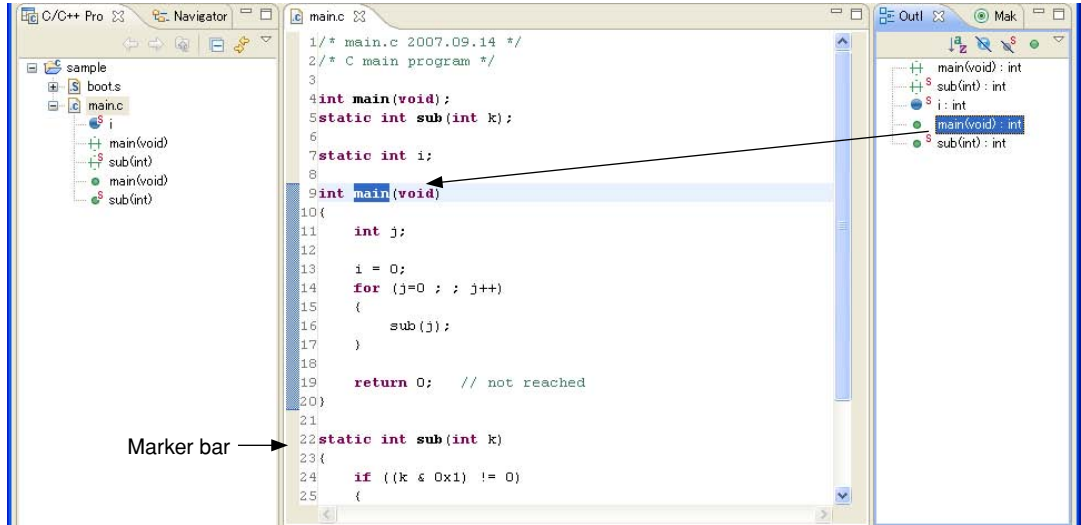 C/C++ Pro Navigator
sample
boot.s
main.c
i
main(void)
sub(int)
main(void)
sub(int)
main.c
1/* main.c 2007.09.14 */
2/* C main program */
3
4int main(void);
5static int sub(int k);
6
7static int i;
8
9int main(void)
10{
11    int j;
12
13    i = 0;
14    for (j=0 ; ; j++)
15    {
16        sub(j);
17    }
18
19    return 0;   // not reached
20}
21
22static int sub(int k)
23{
24    if ((k & 0x1) != 0)
25    {
Marker bar
Outl Mak
main(void) : int
S sub(int) : int
S i : int
main(void) : int
S sub(int) : int